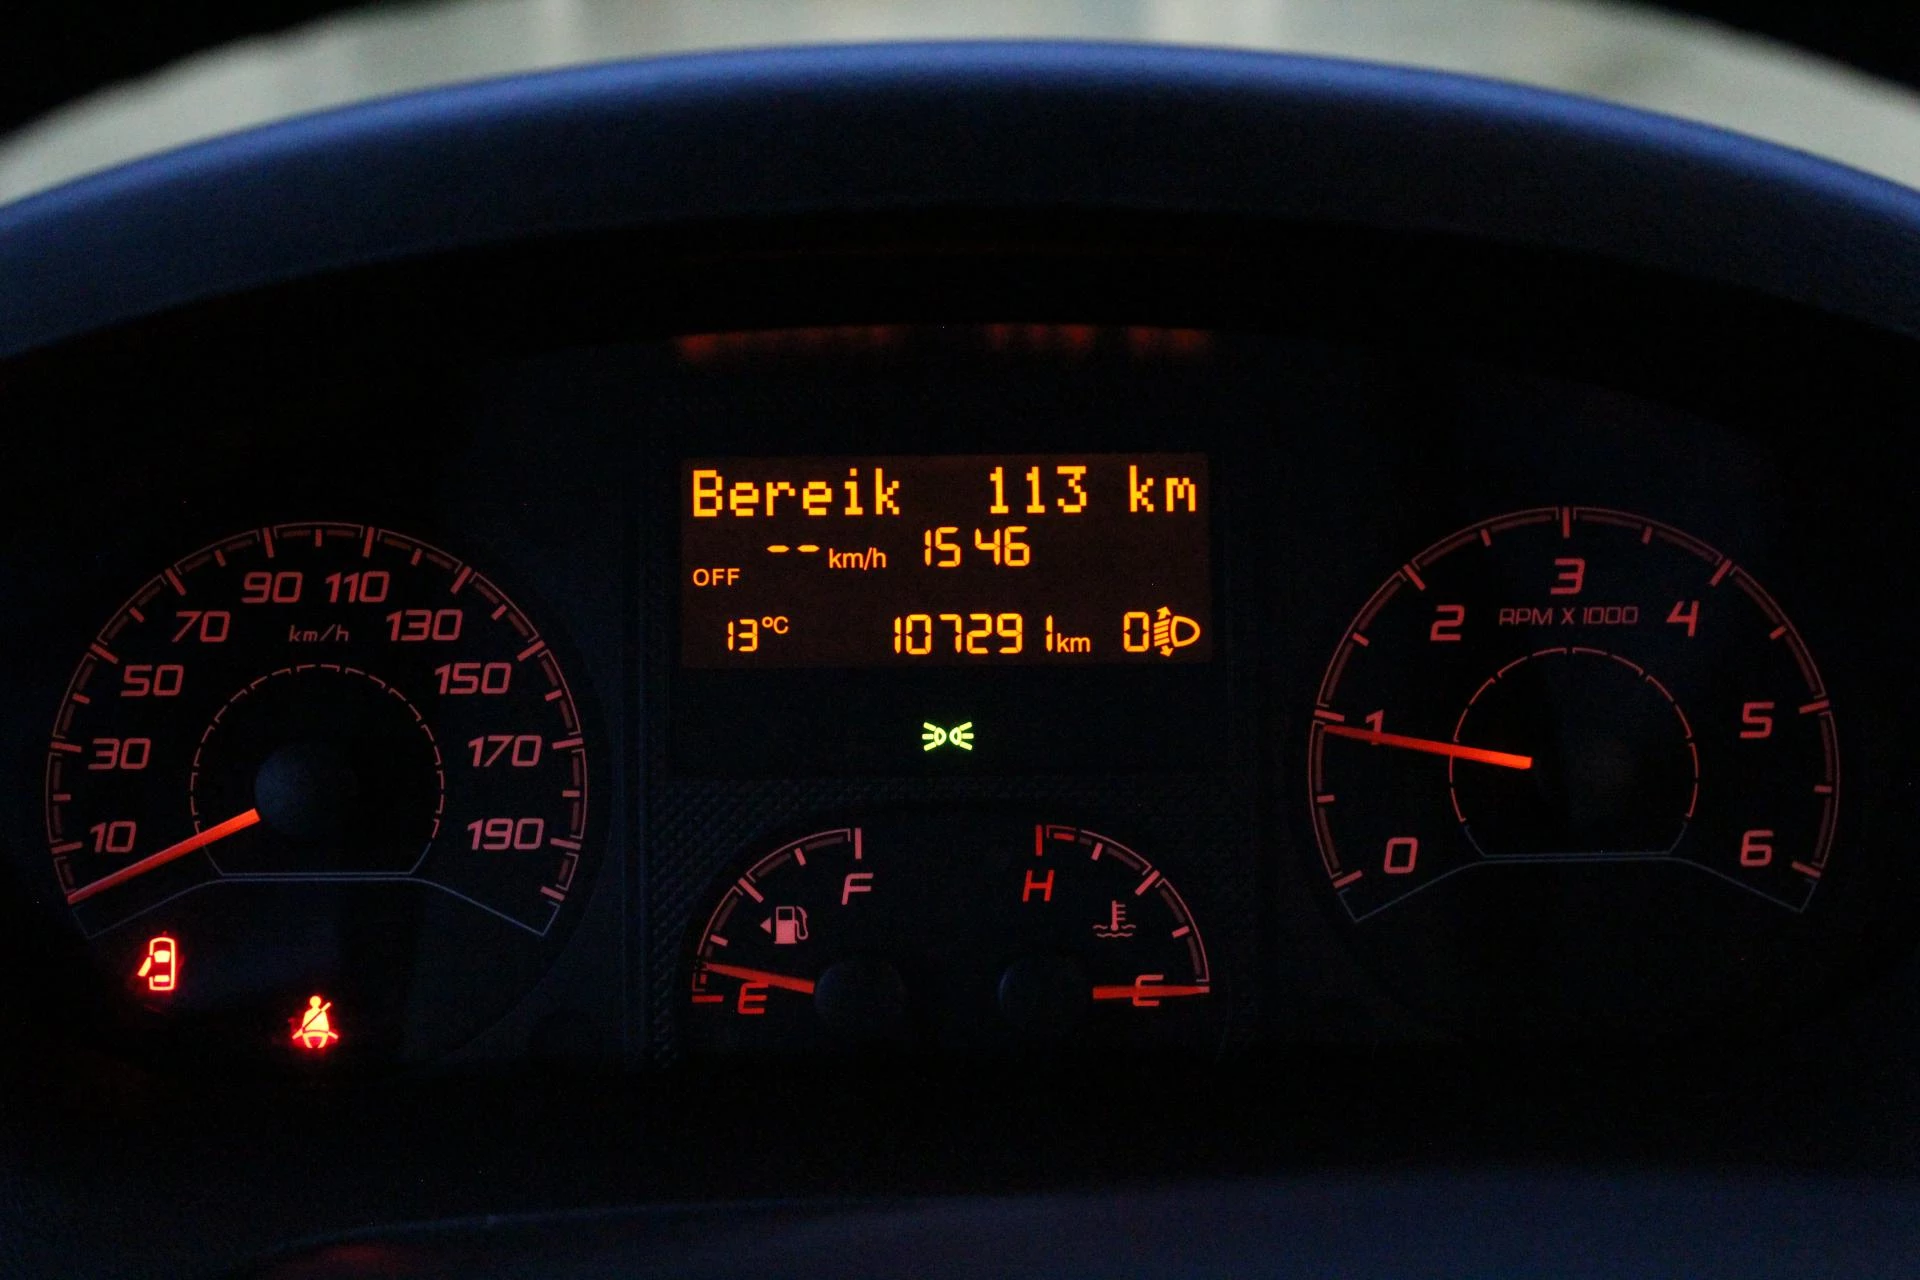 Bereik 113 km
-- km/h 15 46
OFF
13°C 107291 km 0
10 30 50 70 90 110 130 150 170 190
km/h
0 1 2 3 4 5 6
RPM X 1000
E F
H C